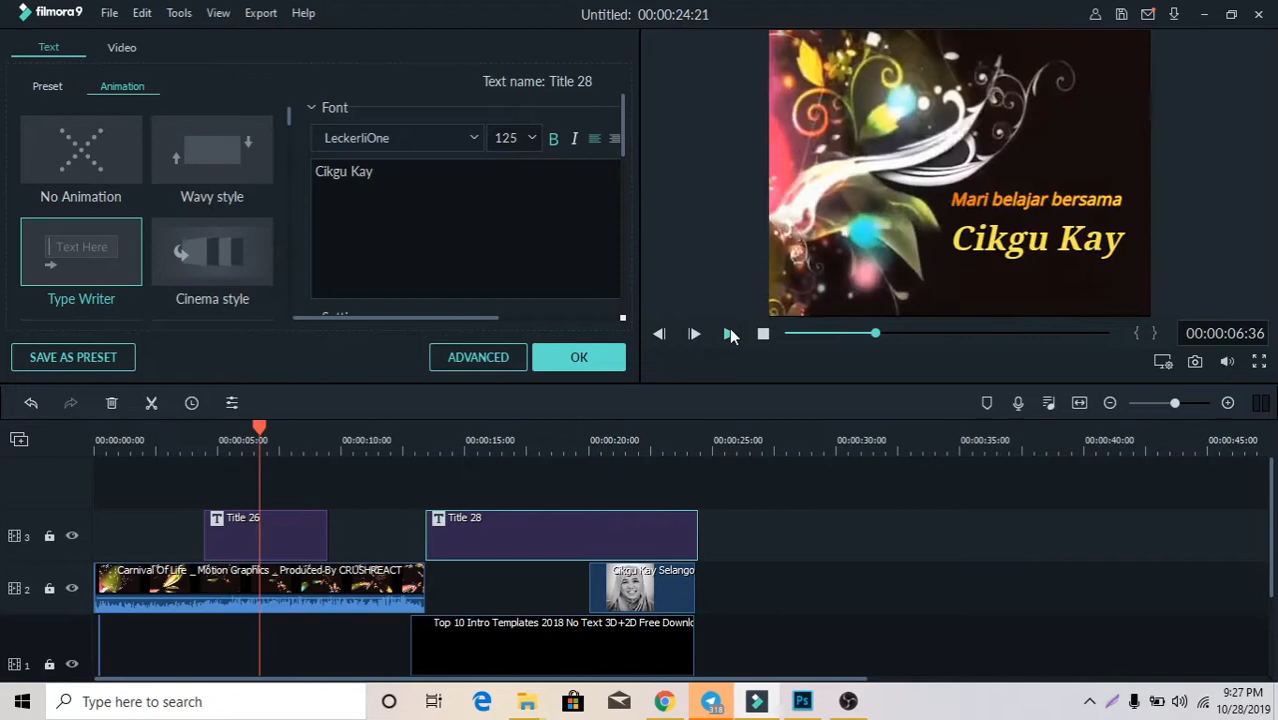 filmora9
File Edit Tools View Export Help
Untitled: 00:00:24:21
Text Video
Preset Animation
Text name: Title 28
Font
LeckerliOne 125 B I
Cikgu Kay
No Animation
Wavy style
Text Here
Type Writer
Cinema style
SAVE AS PRESET ADVANCED OK
Mari belajar bersama
Cikgu Kay
{ } 00:00:06:36
00:00:00:00 00:00:05:00 00:00:10:00 00:00:15:00 00:00:20:00 00:00:25:00 00:00:30:00 00:00:35:00 00:00:40:00 00:00:45:00
3 T Title 26 T Title 28
2 Carnival Of Life _ Motion Graphics _ Produced By CRUSHREACT Cikgu Kay Selango
1 Top 10 Intro Templates 2018 No Text 3D+2D Free Downlo
Type here to search
318
Ps
9:27 PM
10/28/2019